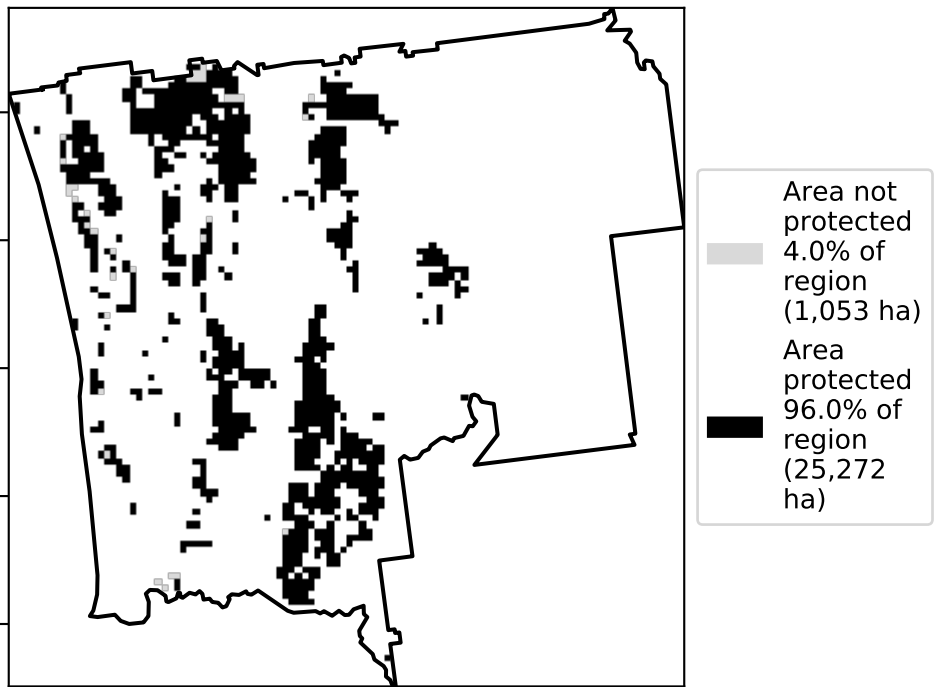 Area not
protected
4.0% of
region
(1,053 ha)
Area
protected
96.0% of
region
(25,272
ha)